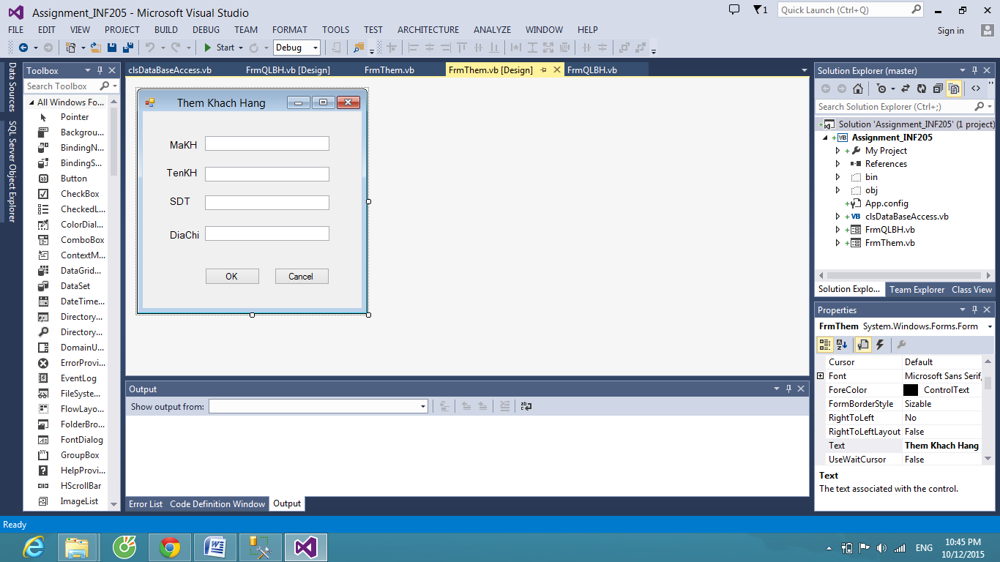 Assignment_INF205 - Microsoft Visual Studio
1
Quick Launch (Ctrl+Q)
FILE EDIT VIEW PROJECT BUILD DEBUG TEAM FORMAT TOOLS TEST ARCHITECTURE ANALYZE WINDOW HELP
Sign in
Start Debug
Data Sources
SQL Server Object Explorer
Toolbox
Search Toolbox
All Windows Fo...
Pointer
Backgrou...
BindingN...
BindingS...
Button
CheckBox
CheckedL...
ColorDial...
ComboBox
ContextM...
DataGrid...
DataSet
DateTime...
Directory...
Directory...
DomainU...
ErrorProvi...
EventLog
FileSyste...
FlowLayo...
FolderBro...
FontDialog
GroupBox
HelpProvi...
HScrollBar
ImageList
clsDataBaseAccess.vb FrmQLBH.vb [Design] FrmThem.vb FrmThem.vb [Design] FrmQLBH.vb
Them Khach Hang
MaKH
TenKH
SDT
DiaChi
OK Cancel
Output
Show output from:
Error List Code Definition Window Output
Solution Explorer (master)
Search Solution Explorer (Ctrl+;)
Solution 'Assignment_INF205' (1 project)
VB Assignment_INF205
My Project
References
bin
obj
App.config
VB clsDataBaseAccess.vb
FrmQLBH.vb
FrmThem.vb
Solution Explo... Team Explorer Class View
Properties
FrmThem System.Windows.Forms.Form
Cursor Default
Font Microsoft Sans Serif,
ForeColor ControlText
FormBorderStyle Sizable
RightToLeft No
RightToLeftLayout False
Text Them Khach Hang
UseWaitCursor False
Text
The text associated with the control.
Ready
ENG
10:45 PM
10/12/2015